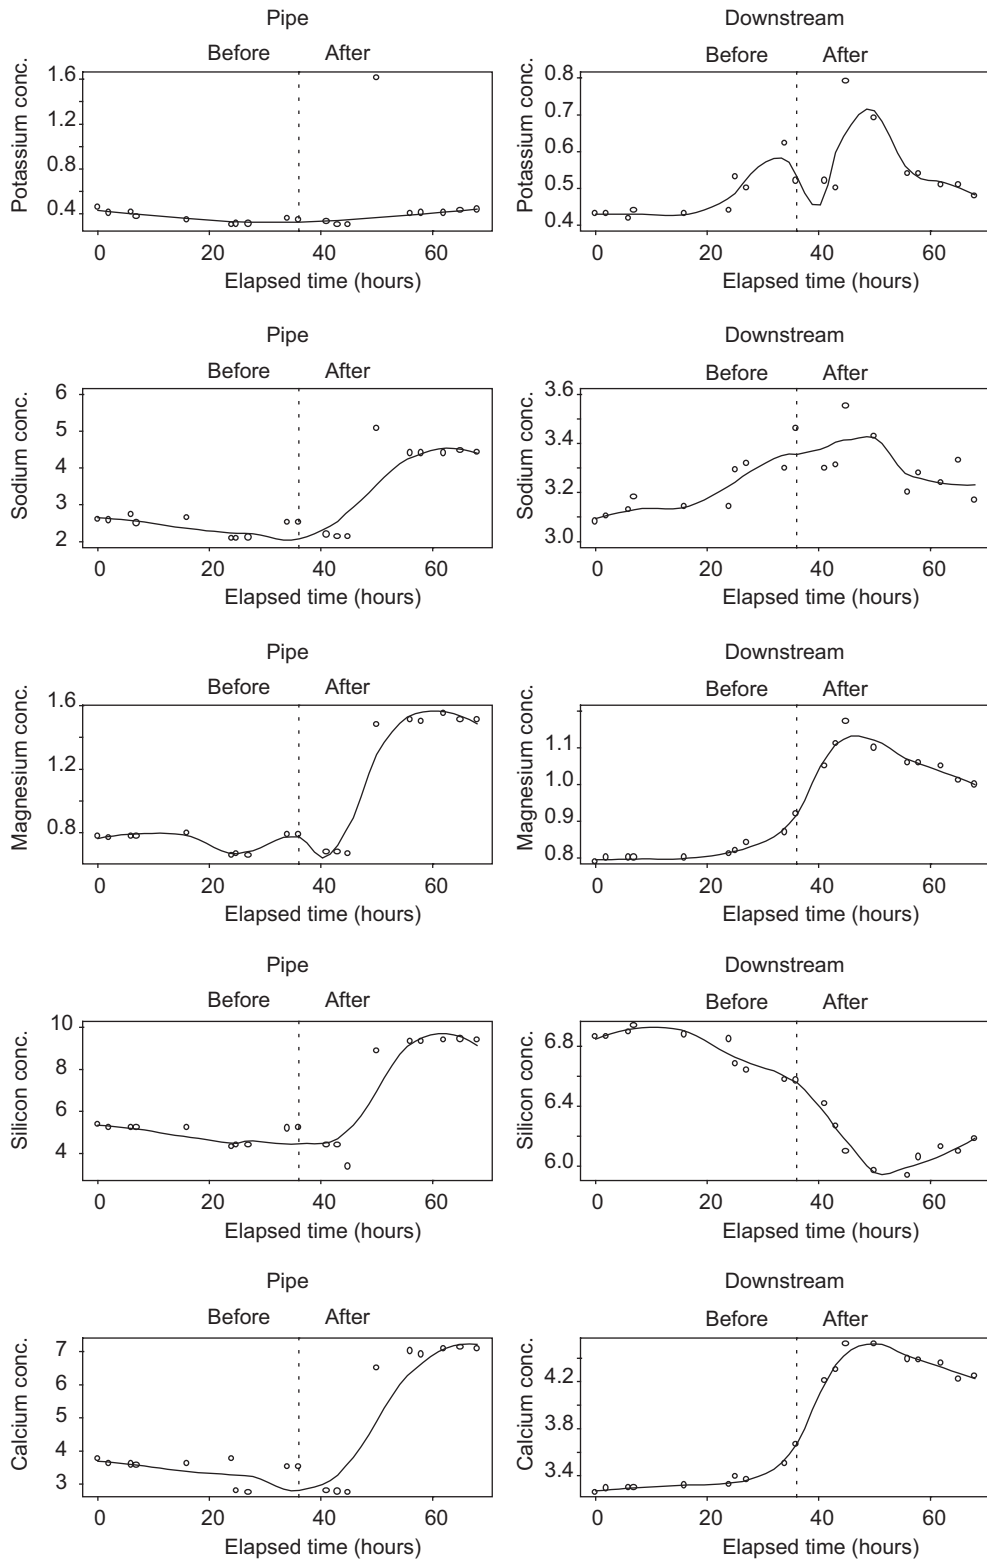 Pipe
Before After
Potassium conc.
1.6
1.2
0.8
0.4
0 20 40 60
Elapsed time (hours)
Downstream
Before After
Potassium conc.
0.8
0.7
0.6
0.5
0.4
0 20 40 60
Elapsed time (hours)
Pipe
Before After
Sodium conc.
6
5
4
3
2
0 20 40 60
Elapsed time (hours)
Downstream
Before After
Sodium conc.
3.6
3.4
3.2
3.0
0 20 40 60
Elapsed time (hours)
Pipe
Before After
Magnesium conc.
1.6
1.2
0.8
0 20 40 60
Elapsed time (hours)
Downstream
Before After
Magnesium conc.
1.1
1.0
0.9
0.8
0 20 40 60
Elapsed time (hours)
Pipe
Before After
Silicon conc.
10
8
6
4
0 20 40 60
Elapsed time (hours)
Downstream
Before After
Silicon conc.
6.8
6.4
6.0
0 20 40 60
Elapsed time (hours)
Pipe
Before After
Calcium conc.
7
6
5
4
3
0 20 40 60
Elapsed time (hours)
Downstream
Before After
Calcium conc.
4.2
3.8
3.4
0 20 40 60
Elapsed time (hours)